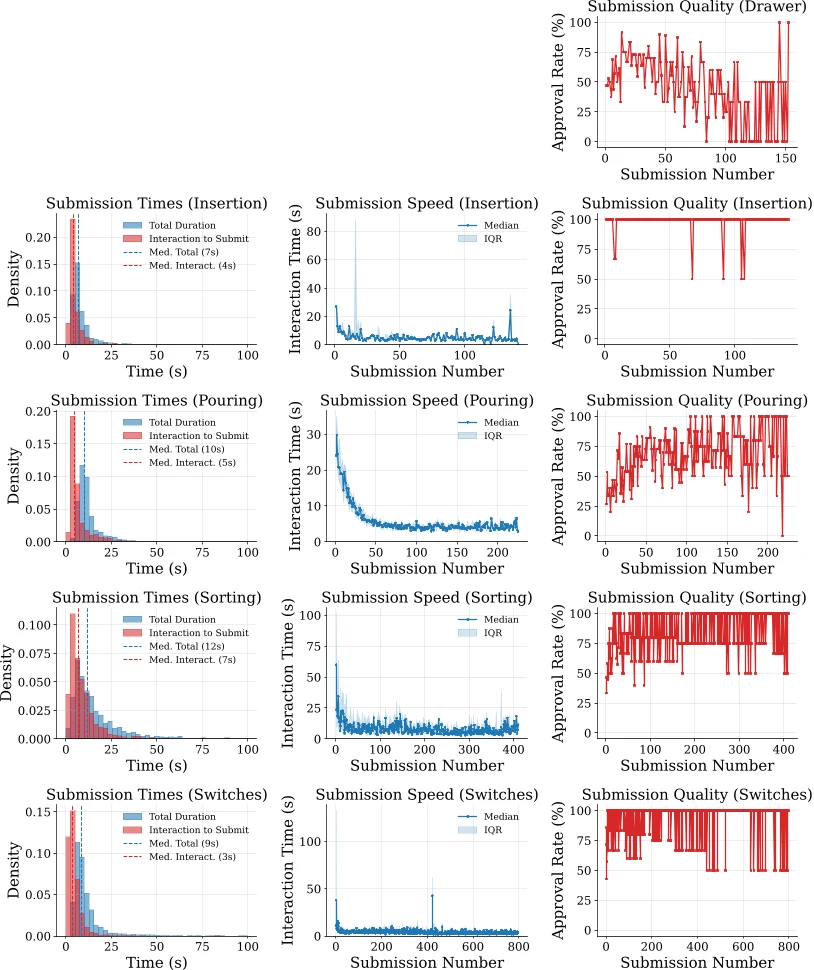 Submission Quality (Drawer)
Approval Rate (%)
100
75
50
25
0
0 50 100 150
Submission Number
Submission Times (Insertion)
Density
0.20
0.15
0.10
0.05
0.00
Total Duration
Interaction to Submit
Med. Total (7s)
Med. Interact. (4s)
0 25 50 75 100
Time (s)
Submission Speed (Insertion)
Interaction Time (s)
80
60
40
20
0
Median
IQR
0 50 100
Submission Number
Submission Quality (Insertion)
Approval Rate (%)
100
75
50
25
0
0 50 100
Submission Number
Submission Times (Pouring)
Density
0.20
0.15
0.10
0.05
0.00
Total Duration
Interaction to Submit
Med. Total (10s)
Med. Interact. (5s)
0 25 50 75 100
Time (s)
Submission Speed (Pouring)
Interaction Time (s)
30
20
10
0
Median
IQR
0 50 100 150 200
Submission Number
Submission Quality (Pouring)
Approval Rate (%)
100
75
50
25
0
0 50 100 150 200
Submission Number
Submission Times (Sorting)
Density
0.100
0.075
0.050
0.025
0.000
Total Duration
Interaction to Submit
Med. Total (12s)
Med. Interact. (7s)
0 25 50 75 100
Time (s)
Submission Speed (Sorting)
Interaction Time (s)
100
75
50
25
0
Median
IQR
0 100 200 300 400
Submission Number
Submission Quality (Sorting)
Approval Rate (%)
100
75
50
25
0
0 100 200 300 400
Submission Number
Submission Times (Switches)
Density
0.15
0.10
0.05
0.00
Total Duration
Interaction to Submit
Med. Total (9s)
Med. Interact. (3s)
0 25 50 75 100
Time (s)
Submission Speed (Switches)
Interaction Time (s)
100
50
0
Median
IQR
0 200 400 600 800
Submission Number
Submission Quality (Switches)
Approval Rate (%)
100
75
50
25
0
0 200 400 600 800
Submission Number